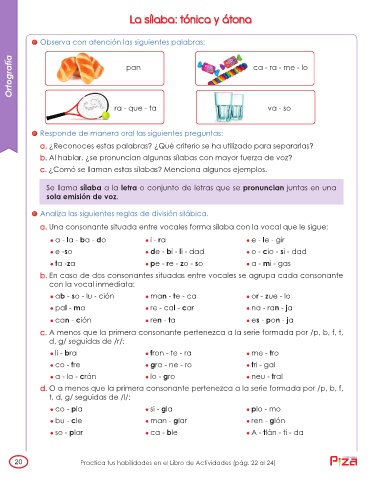 La sílaba: tónica y átona
Ortografía
Observa con atención las siguientes palabras:
pan
ca - ra - me - lo
ra - que - ta
va - so
Responde de manera oral las siguientes preguntas:
a. ¿Reconoces estas palabras? ¿Qué criterio se ha utilizado para separarlas?
b. Al hablar, ¿se pronuncian algunas sílabas con mayor fuerza de voz?
c. ¿Cómo se llaman estas sílabas? Menciona algunos ejemplos.
Se llama sílaba a la letra o conjunto de letras que se pronuncian juntas en una
sola emisión de voz.
Analiza las siguientes reglas de división silábica.
a. Una consonante situada entre vocales forma sílaba con la vocal que le sigue:
• a - la - ba - do • i - ra • e - le - gir
• e -so • de - bi - li - dad • o - cio - si - dad
• ta -za • pe - re - zo - so • a - mi - gas
b. En caso de dos consonantes situadas entre vocales se agrupa cada consonante
con la vocal inmediata:
• ab - so - lu - ción • man - te - ca • or - zue - lo
• pal - mo • re - cal - car • na - ran - ja
• can - ción • ren - ta • es - pon - ja
c. A menos que la primera consonante pertenezca a la serie formada por /p, b, f, t,
d, g/ seguidas de /r/:
• li - bra • fron - te - ra • me - tro
• co - fre • gro - ne - ro • tri - gal
• a - la - crán • lo - gro • neu - tral
d. O a menos que la primera consonante pertenezca a la serie formada por /p, b, f,
t, d, g/ seguidas de /l/:
• co - pla • si - gla • plo - mo
• bu - cle • man - glar • ren - glón
• so - plar • ca - ble • A - tlán - ti - da
20
Practica tus habilidades en el Libro de Actividades (pág. 22 al 24)
Piza